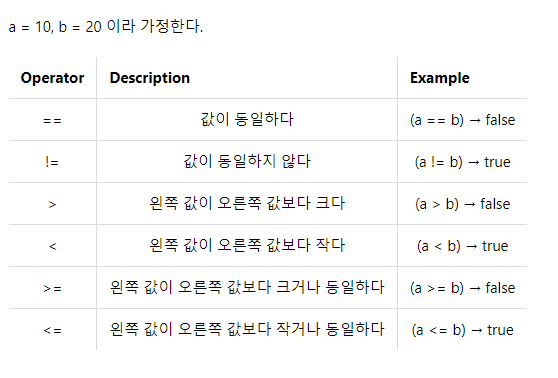 a = 10, b = 20 이라 가정한다.
Operator Description Example
== 값이 동일하다 (a == b) → false
!= 값이 동일하지 않다 (a != b) → true
> 왼쪽 값이 오른쪽 값보다 크다 (a > b) → false
< 왼쪽 값이 오른쪽 값보다 작다 (a < b) → true
>= 왼쪽 값이 오른쪽 값보다 크거나 동일하다 (a >= b) → false
<= 왼쪽 값이 오른쪽 값보다 작거나 동일하다 (a <= b) → true